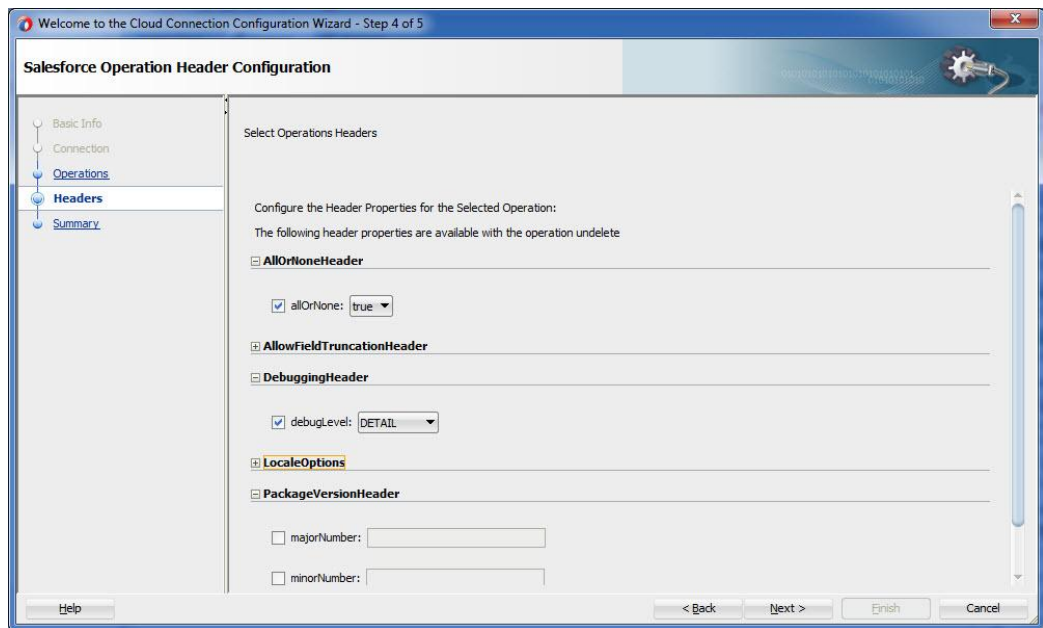 Welcome to the Cloud Connection Configuration Wizard - Step 4 of 5
Salesforce Operation Header Configuration
Basic Info
Connection
Operations
Headers
Summary
Select Operations Headers
Configure the Header Properties for the Selected Operation:
The following header properties are available with the operation undelete
AllOrNoneHeader
allOrNone: true
AllowFieldTruncationHeader
DebuggingHeader
debugLevel: DETAIL
LocaleOptions
PackageVersionHeader
majorNumber:
minorNumber:
Help < Back Next > Finish Cancel